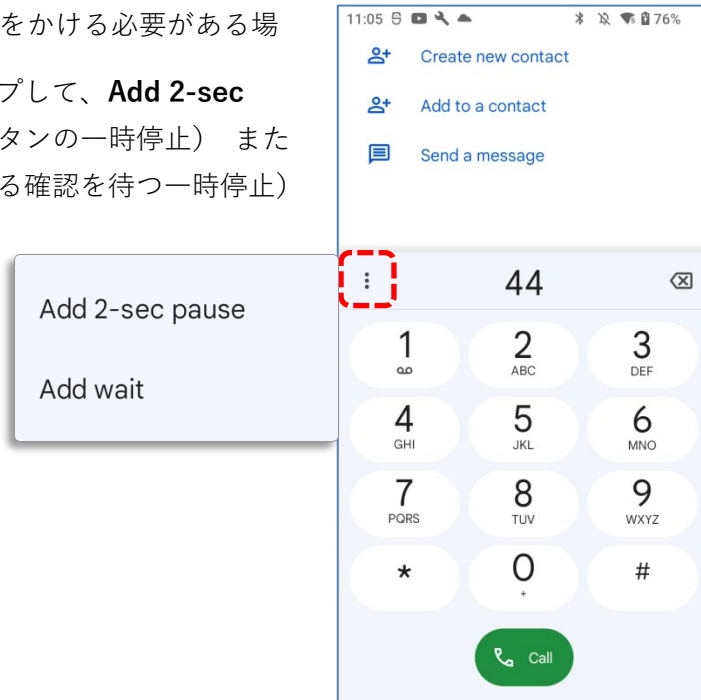 をかける必要がある場
プして、Add 2-sec
タンの一時停止） また
る確認を待つ一時停止）
Add 2-sec pause
Add wait
11:05 76%
Create new contact
Add to a contact
Send a message
44
1 2 3
ABC DEF
4 5 6
GHI JKL MNO
7 8 9
PQRS TUV WXYZ
* 0 #
+
Call